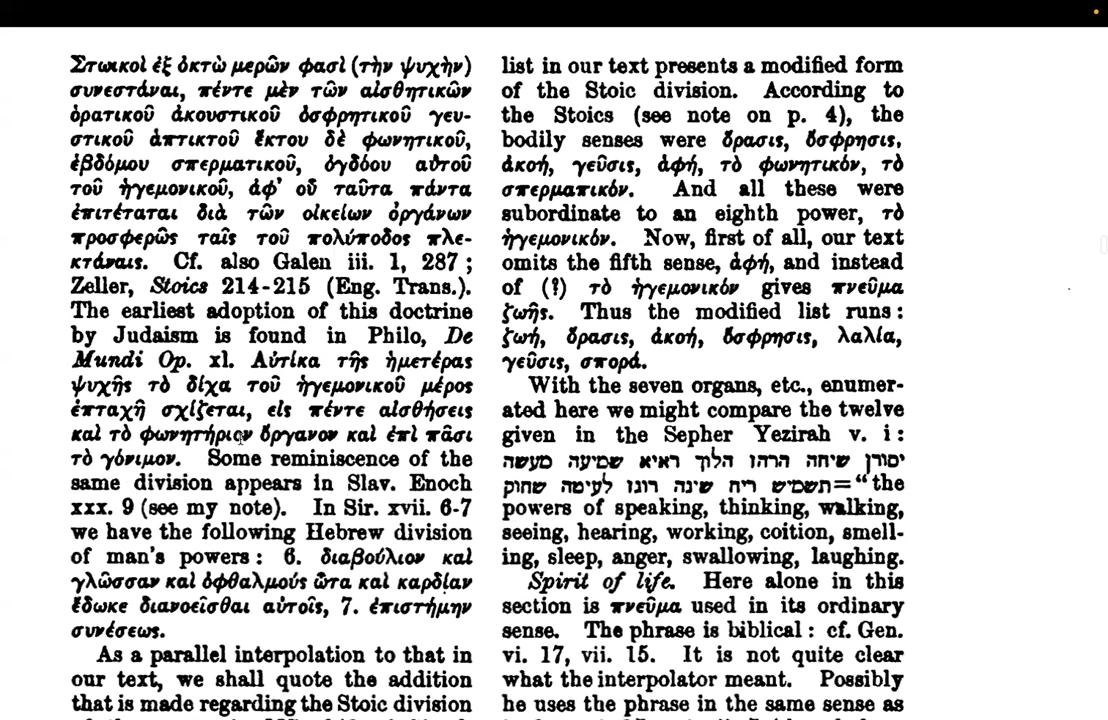 Στωικοὶ ἐξ ὀκτὼ μερῶν φασὶ (τὴν ψυχὴν)
συνεστάναι, πέντε μὲν τῶν αἰσθητικῶν
ὁρατικοῦ ἀκουστικοῦ ὀσφρητικοῦ γευ-
στικοῦ ἁπτικτοῦ ἕκτου δὲ φωνητικοῦ,
ἑβδόμου σπερματικοῦ, ὀγδόου αὐτοῦ
τοῦ ἡγεμονικοῦ, ἀφ’ οὗ ταῦτα πάντα
ἐπιτέταται διὰ τῶν οἰκείων ὀργάνων
προσφερῶς ταῖς τοῦ πολύποδος πλε-
κτάναις. Cf. also Galen iii. 1, 287 ;
Zeller, Stoics 214-215 (Eng. Trans.).
The earliest adoption of this doctrine
by Judaism is found in Philo, De
Mundi Op. xl. Αὐτίκα τῆς ἡμετέρας
ψυχῆς τὸ δίχα τοῦ ἡγεμονικοῦ μέρος
ἑπταχῆ σχίζεται, εἰς πέντε αἰσθήσεις
καὶ τὸ φωνητήριον ὄργανον καὶ ἐπὶ πᾶσι
τὸ γόνιμον. Some reminiscence of the
same division appears in Slav. Enoch
xxx. 9 (see my note). In Sir. xvii. 6-7
we have the following Hebrew division
of man's powers : 6. διαβούλιον καὶ
γλῶσσαν καὶ ὀφθαλμούς ὦτα καὶ καρδίαν
ἔδωκε διανοεῖσθαι αὐτοῖς, 7. ἐπιστήμην
συνέσεως.
As a parallel interpolation to that in
our text, we shall quote the addition
that is made regarding the Stoic division
list in our text presents a modified form
of the Stoic division. According to
the Stoics (see note on p. 4), the
bodily senses were ὅρασις, ὄσφρησις,
ἀκοή, γεῦσις, ἁφή, τὸ φωνητικόν, τὸ
σπερματικόν. And all these were
subordinate to an eighth power, τὸ
ἡγεμονικόν. Now, first of all, our text
omits the fifth sense, ἁφή, and instead
of (?) τὸ ἡγεμονικόν gives πνεῦμα
ζωῆς. Thus the modified list runs :
ζωή, ὅρασις, ἀκοή, ὄσφρησις, λαλία,
γεῦσις, σπορά.
With the seven organs, etc., enumer-
ated here we might compare the twelve
given in the Sepher Yezirah v. i :
יסורן שיחה הרהו הלוך ראיא שמיעה מעשה
תשמיש ריח שינה רוגז לעיטה שחוק="the
powers of speaking, thinking, walking,
seeing, hearing, working, coition, smell-
ing, sleep, anger, swallowing, laughing.
Spirit of life. Here alone in this
section is πνεῦμα used in its ordinary
sense. The phrase is biblical : cf. Gen.
vi. 17, vii. 15. It is not quite clear
what the interpolator meant. Possibly
he uses the phrase in the same sense as